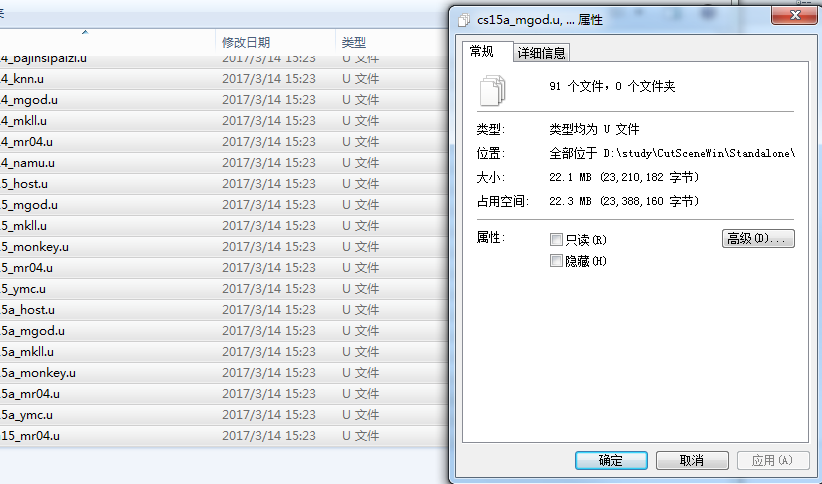 修改日期 类型
4_bajinsipaizi.u 2017/3/14 15:23 U 文件
4_knn.u 2017/3/14 15:23 U 文件
4_mgod.u 2017/3/14 15:23 U 文件
4_mkll.u 2017/3/14 15:23 U 文件
4_mr04.u 2017/3/14 15:23 U 文件
4_namu.u 2017/3/14 15:23 U 文件
5_host.u 2017/3/14 15:23 U 文件
5_mgod.u 2017/3/14 15:23 U 文件
5_mkll.u 2017/3/14 15:23 U 文件
5_monkey.u 2017/3/14 15:23 U 文件
5_mr04.u 2017/3/14 15:23 U 文件
5_ymc.u 2017/3/14 15:23 U 文件
5a_host.u 2017/3/14 15:23 U 文件
5a_mgod.u 2017/3/14 15:23 U 文件
5a_mkll.u 2017/3/14 15:23 U 文件
5a_monkey.u 2017/3/14 15:23 U 文件
5a_mr04.u 2017/3/14 15:23 U 文件
5a_ymc.u 2017/3/14 15:23 U 文件
15_mr04.u 2017/3/14 15:23 U 文件
cs15a_mgod.u, ... 属性
常规 详细信息
91 个文件，0 个文件夹
类型: 类型均为 U 文件
位置: 全部位于 D:\study\CutSceneWin\Standalone\
大小: 22.1 MB (23,210,182 字节)
占用空间: 22.3 MB (23,388,160 字节)
属性: 只读(R) 高级(D)...
隐藏(H)
确定 取消 应用(A)